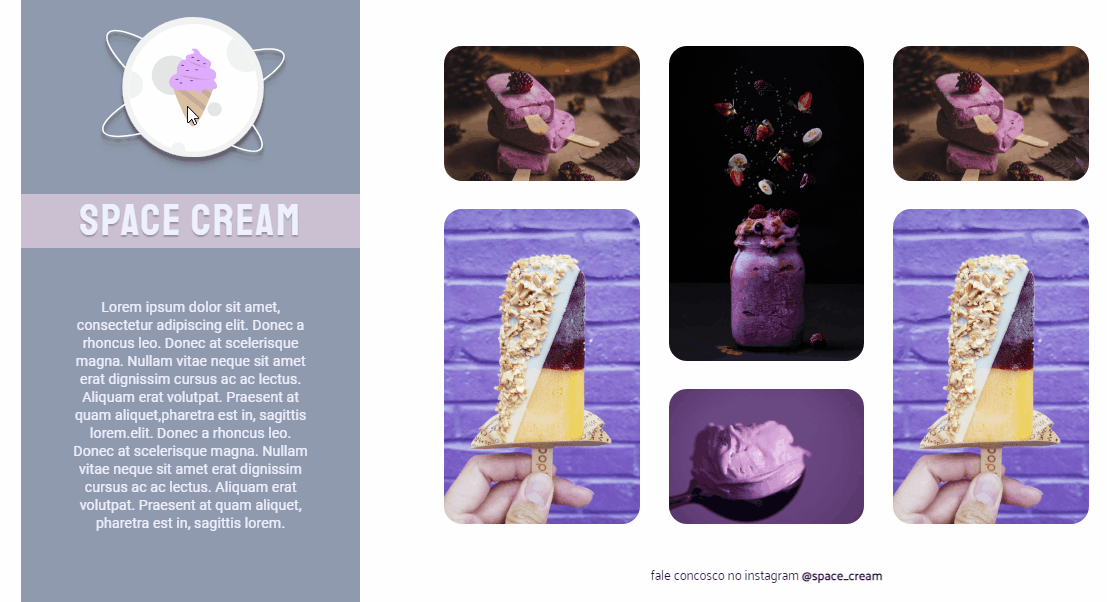 SPACE CREAM
Lorem ipsum dolor sit amet,
consectetur adipiscing elit. Donec a
rhoncus leo. Donec at scelerisque
magna. Nullam vitae neque sit amet
erat dignissim cursus ac ac lectus.
Aliquam erat volutpat. Praesent at
quam aliquet,pharetra est in, sagittis
lorem.elit. Donec a rhoncus leo.
Donec at scelerisque magna. Nullam
vitae neque sit amet erat dignissim
cursus ac ac lectus. Aliquam erat
volutpat. Praesent at quam aliquet,
pharetra est in, sagittis lorem.
fale concosco no instagram @space_cream